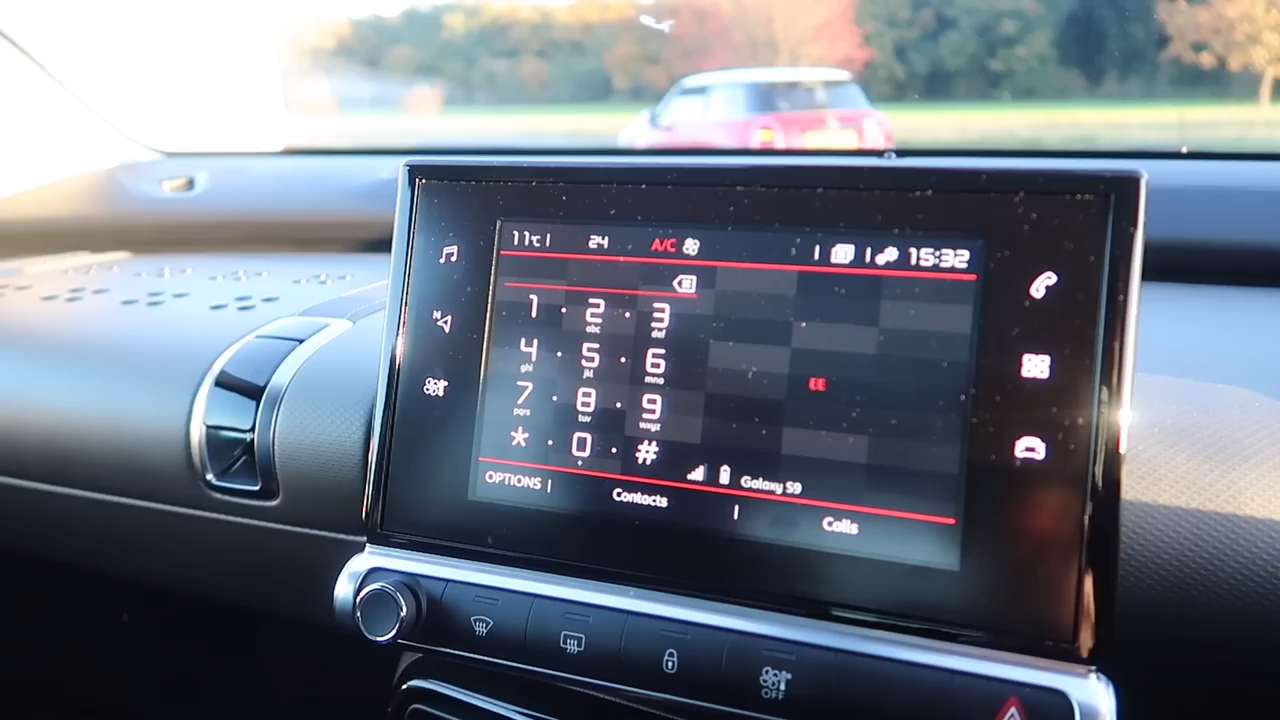 11°C 24 A/C 15:32
N
1 2 3
abc def
4 5 6
ghi jkl mno
EE
7 8 9
pqrs tuv wxyz
* 0 #
+
Galaxy S9
OPTIONS Contacts Calls
OFF